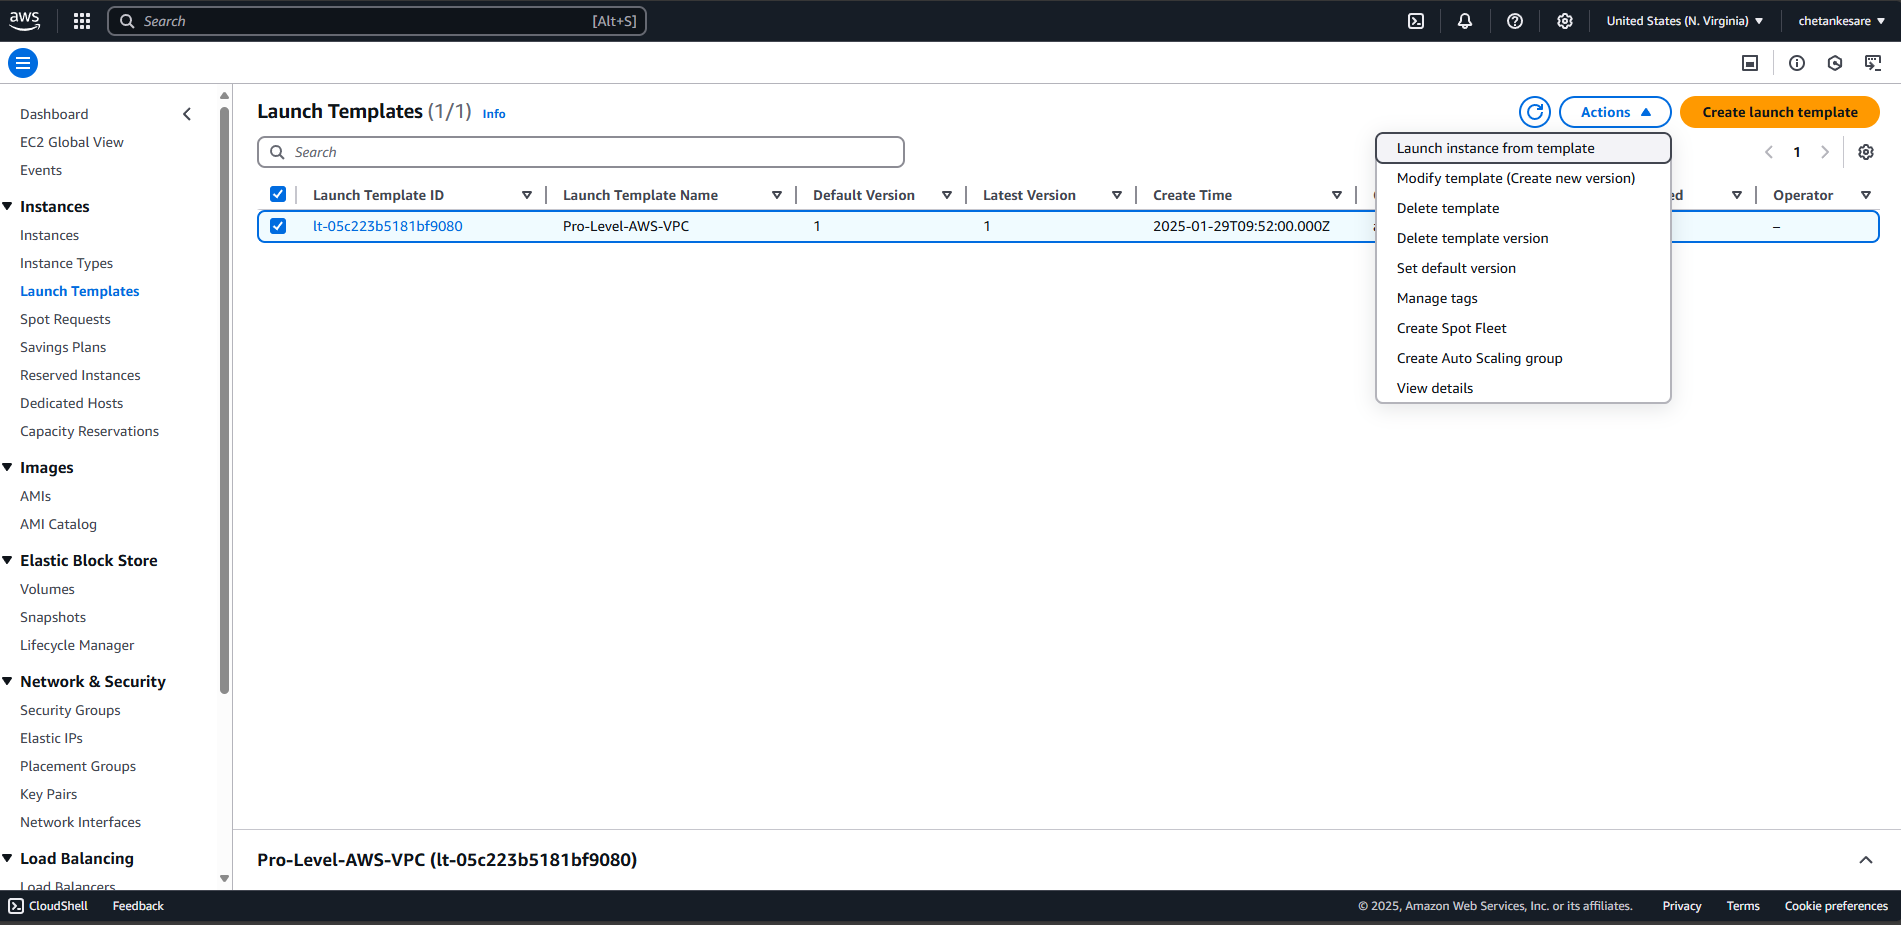 aws
Search
[Alt+S]
United States (N. Virginia)
chetankesare
Dashboard
EC2 Global View
Events
Instances
Instances
Instance Types
Launch Templates
Spot Requests
Savings Plans
Reserved Instances
Dedicated Hosts
Capacity Reservations
Images
AMIs
AMI Catalog
Elastic Block Store
Volumes
Snapshots
Lifecycle Manager
Network & Security
Security Groups
Elastic IPs
Placement Groups
Key Pairs
Network Interfaces
Load Balancing
Load Balancers
Launch Templates (1/1) Info
Actions
Create launch template
Search
1
Launch Template ID
Launch Template Name
Default Version
Latest Version
Create Time
Operator
lt-05c223b5181bf9080
Pro-Level-AWS-VPC
1
1
2025-01-29T09:52:00.000Z
–
Launch instance from template
Modify template (Create new version)
Delete template
Delete template version
Set default version
Manage tags
Create Spot Fleet
Create Auto Scaling group
View details
Pro-Level-AWS-VPC (lt-05c223b5181bf9080)
CloudShell
Feedback
© 2025, Amazon Web Services, Inc. or its affiliates.
Privacy
Terms
Cookie preferences